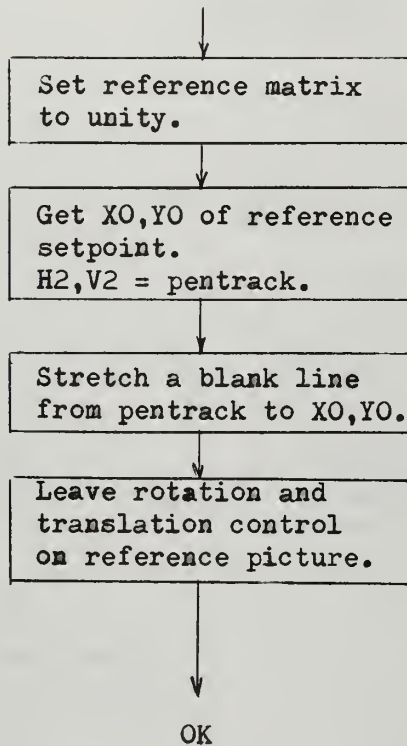 Set reference matrix
to unity.
Get XO,YO of reference
setpoint.
H2,V2 = pentrack.
Stretch a blank line
from pentrack to XO,YO.
Leave rotation and
translation control
on reference picture.
OK